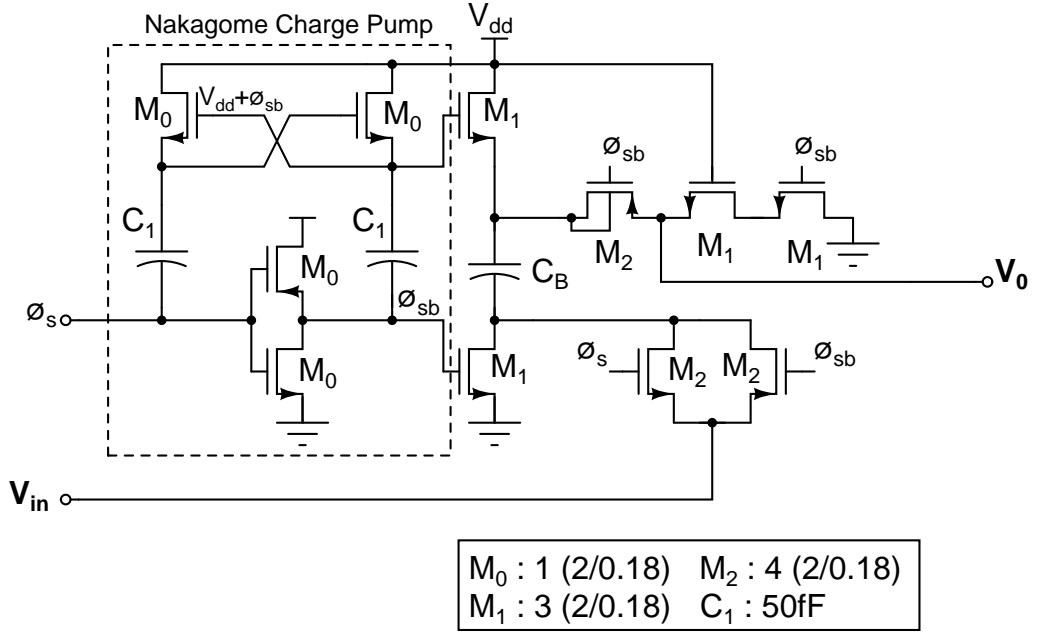 Nakagome Charge Pump
V_dd
M_0
V_dd+ø_sb
M_0
M_1
ø_sb
ø_sb
C_1
C_1
M_0
M_2
M_1
M_1
C_B
V_0
ø_s
ø_sb
M_0
M_1
ø_s
M_2
M_2
ø_sb
V_in
M_0 : 1 (2/0.18) M_2 : 4 (2/0.18)
M_1 : 3 (2/0.18) C_1 : 50fF